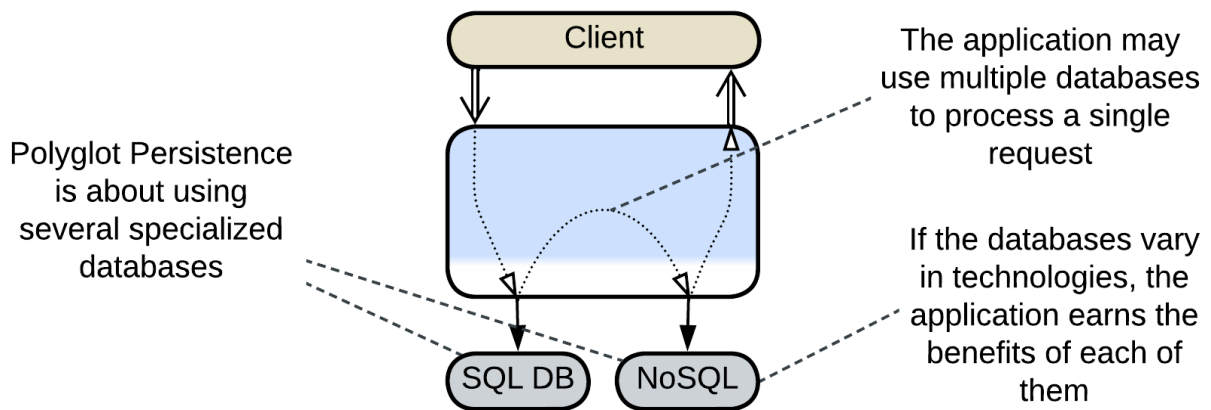 Client
The application may
use multiple databases
to process a single
request
Polyglot Persistence
is about using
several specialized
databases
If the databases vary
in technologies, the
application earns the
benefits of each of
them
SQL DB
NoSQL